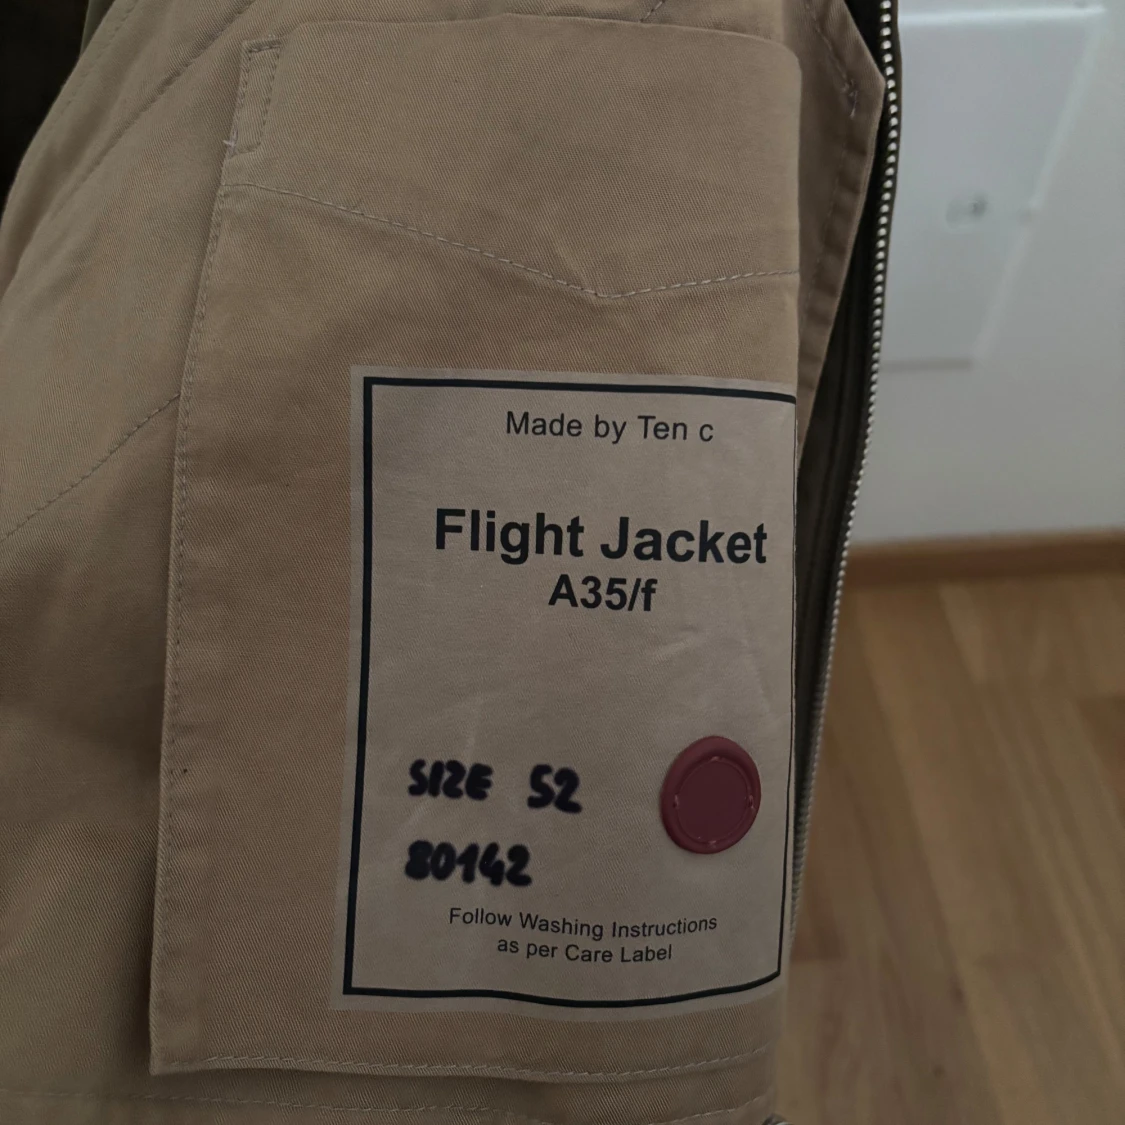 Made by Ten c
Flight Jacket
A35/f
SIZE 52
80142
Follow Washing Instructions
as per Care Label